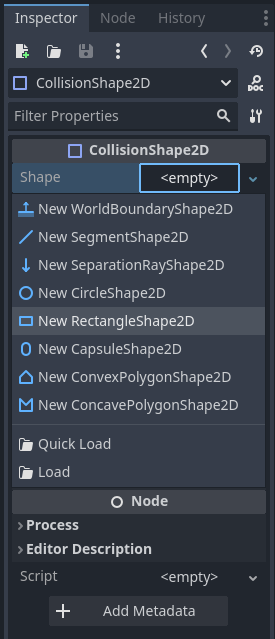 Inspector Node History
CollisionShape2D DOC
Filter Properties
CollisionShape2D
Shape <empty>
New WorldBoundaryShape2D
New SegmentShape2D
New SeparationRayShape2D
New CircleShape2D
New RectangleShape2D
New CapsuleShape2D
New ConvexPolygonShape2D
New ConcavePolygonShape2D
Quick Load
Load
Node
Process
Editor Description
Script <empty>
Add Metadata